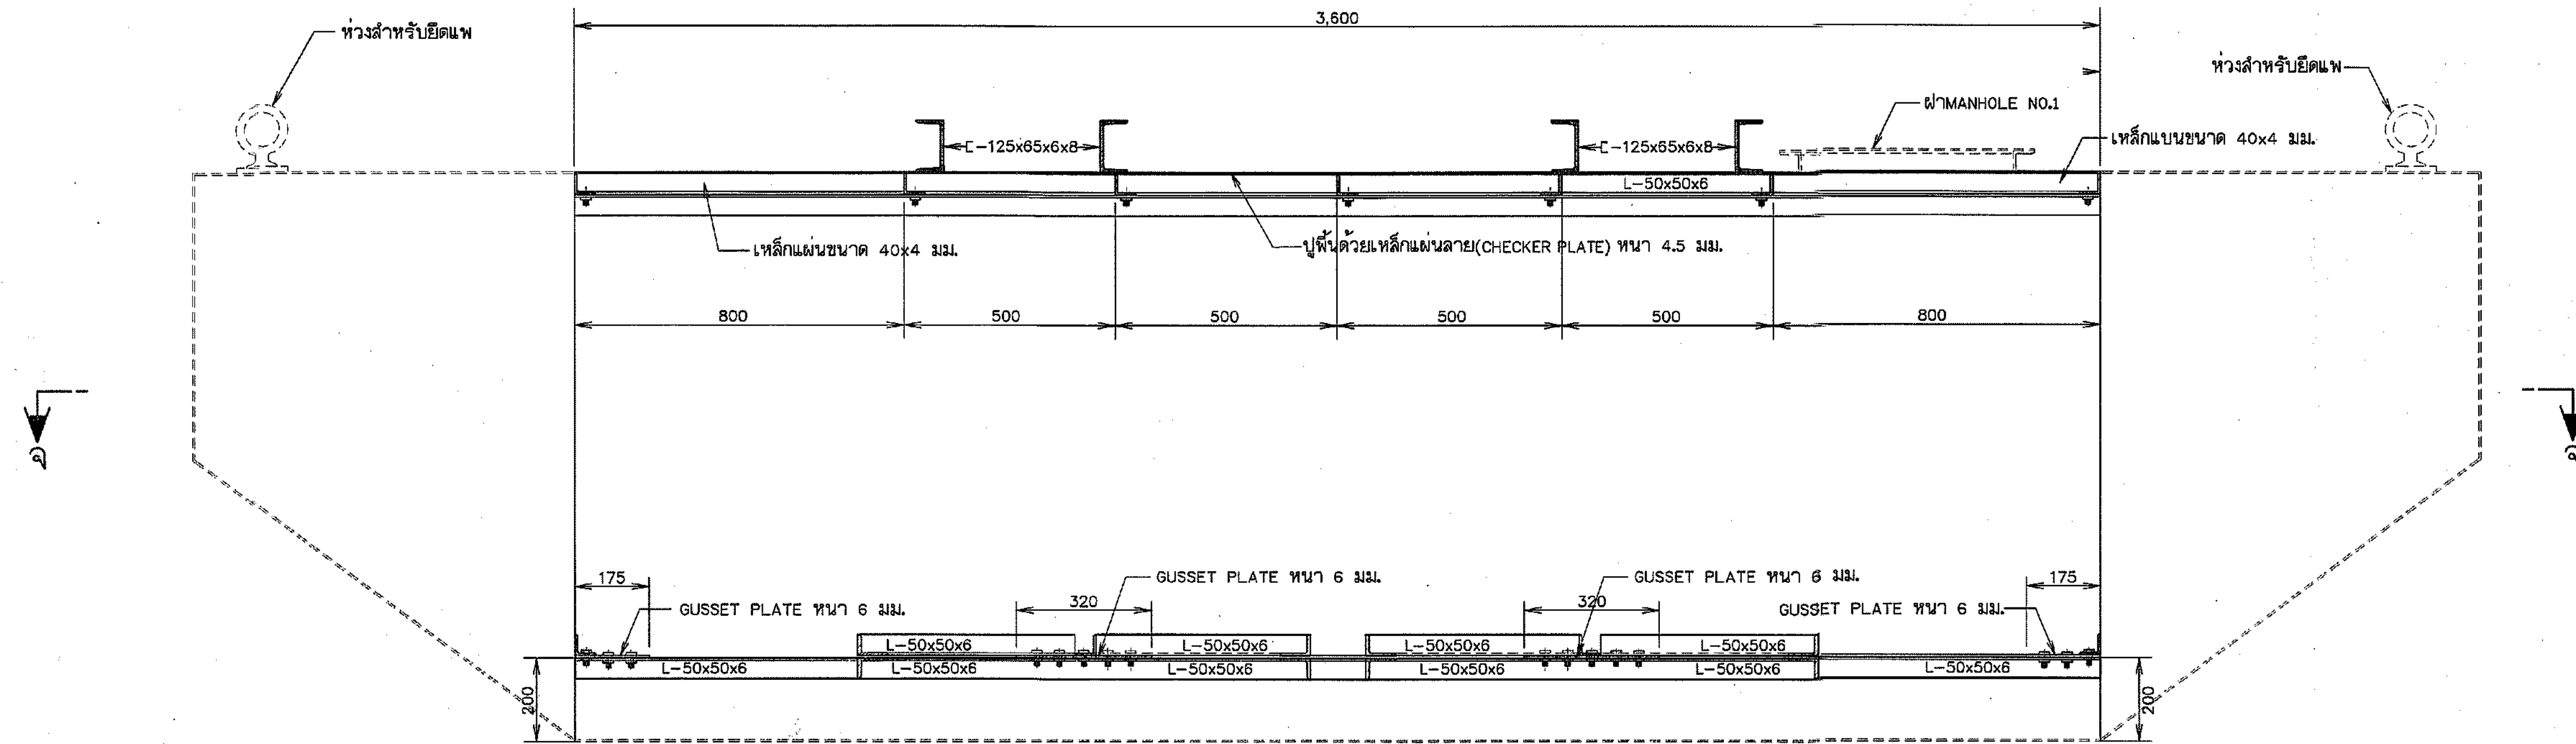 3,600
ห่วงสำหรับยึดแพ
ห่วงสำหรับยึดแพ
ฝาMANHOLE NO.1
เหล็กแบนขนาด 40x4 มม.
C-125x65x6x8
C-125x65x6x8
L-50x50x6
เหล็กแผ่นขนาด 40x4 มม.
ปูพื้นด้วยเหล็กแผ่นลาย(CHECKER PLATE) หนา 4.5 มม.
800 500 500 500 500 800
จ จ
175 GUSSET PLATE หนา 6 มม. GUSSET PLATE หนา 6 มม. 175
GUSSET PLATE หนา 6 มม. 320 320 GUSSET PLATE หนา 6 มม.
L-50x50x6 L-50x50x6 L-50x50x6 L-50x50x6
L-50x50x6 L-50x50x6 L-50x50x6 L-50x50x6 L-50x50x6 L-50x50x6
200 200